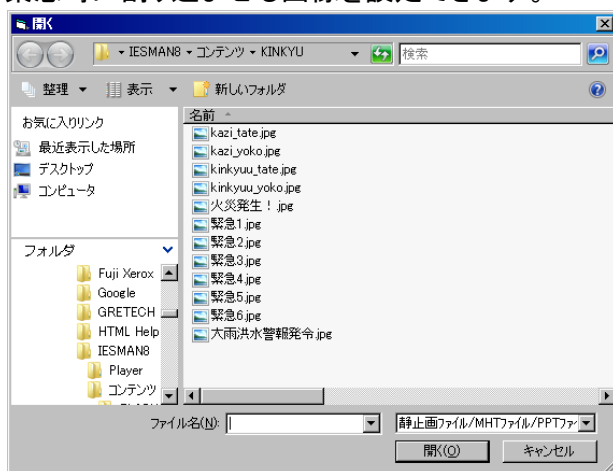 開く
IESMAN8 コンテンツ KINKYU
検索
整理 表示 新しいフォルダ
お気に入りリンク
最近表示した場所
デスクトップ
コンピュータ
フォルダ
Fuji Xerox
Google
GRETECH
HTML Help
IESMAN8
Player
コンテンツ
名前
kazi_tate.jpg
kazi_yoko.jpg
kinkyuu_tate.jpg
kinkyuu_yoko.jpg
火災発生！.jpg
緊急1.jpg
緊急2.jpg
緊急3.jpg
緊急4.jpg
緊急5.jpg
緊急6.jpg
大雨洪水警報発令.jpg
ファイル名(N):
静止画ファイル/MHTファイル/PPTファ
開く(O) キャンセル